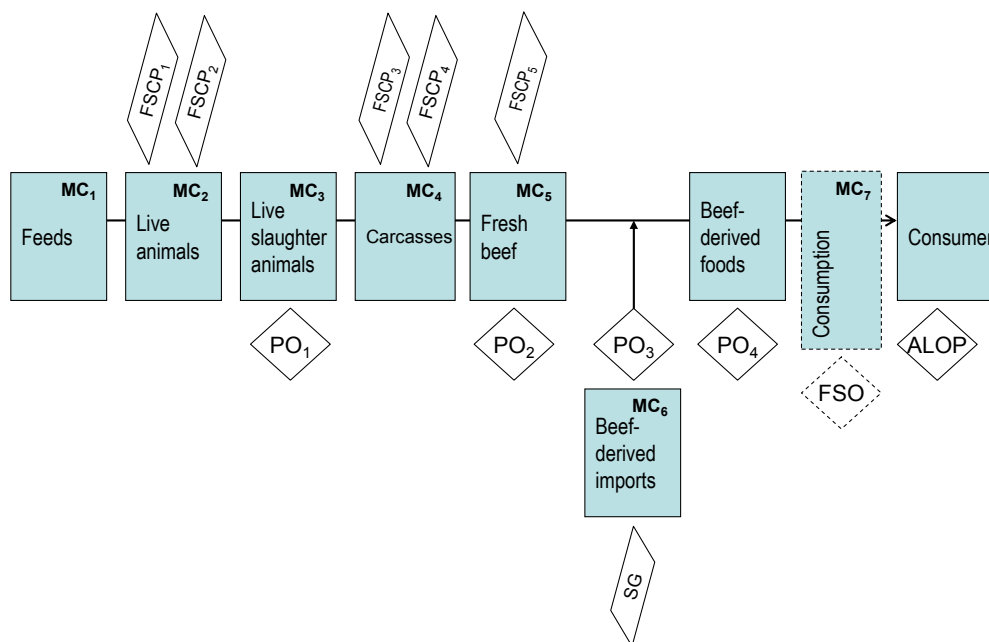 FSCP₁
FSCP₂
FSCP₃
FSCP₄
FSCP₅
MC₁
Feeds
MC₂
Live
animals
MC₃
Live
slaughter
animals
MC₄
Carcasses
MC₅
Fresh
beef
Beef-
derived
foods
MC₇
Consumption
Consumer
PO₁
PO₂
PO₃
PO₄
FSO
ALOP
MC₆
Beef-
derived
imports
SG